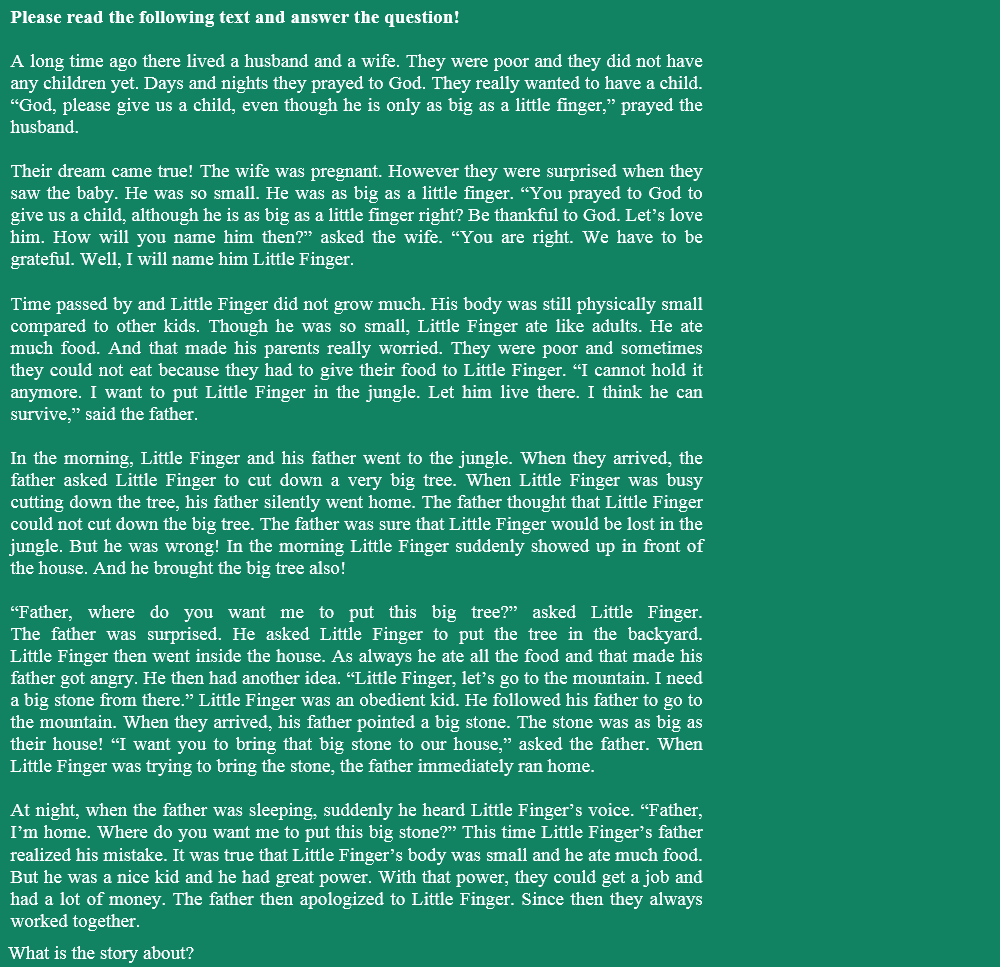 Please read the following text and answer the question!
A long time ago there lived a husband and a wife. They were poor and they did not have
any children yet. Days and nights they prayed to God. They really wanted to have a child.
“God, please give us a child, even though he is only as big as a little finger,” prayed the
husband.
Their dream came true! The wife was pregnant. However they were surprised when they
saw the baby. He was so small. He was as big as a little finger. “You prayed to God to
give us a child, although he is as big as a little finger right? Be thankful to God. Let’s love
him. How will you name him then?” asked the wife. “You are right. We have to be
grateful. Well, I will name him Little Finger.
Time passed by and Little Finger did not grow much. His body was still physically small
compared to other kids. Though he was so small, Little Finger ate like adults. He ate
much food. And that made his parents really worried. They were poor and sometimes
they could not eat because they had to give their food to Little Finger. “I cannot hold it
anymore. I want to put Little Finger in the jungle. Let him live there. I think he can
survive,” said the father.
In the morning, Little Finger and his father went to the jungle. When they arrived, the
father asked Little Finger to cut down a very big tree. When Little Finger was busy
cutting down the tree, his father silently went home. The father thought that Little Finger
could not cut down the big tree. The father was sure that Little Finger would be lost in the
jungle. But he was wrong! In the morning Little Finger suddenly showed up in front of
the house. And he brought the big tree also!
“Father, where do you want me to put this big tree?” asked Little Finger.
The father was surprised. He asked Little Finger to put the tree in the backyard.
Little Finger then went inside the house. As always he ate all the food and that made his
father got angry. He then had another idea. “Little Finger, let’s go to the mountain. I need
a big stone from there.” Little Finger was an obedient kid. He followed his father to go to
the mountain. When they arrived, his father pointed a big stone. The stone was as big as
their house! “I want you to bring that big stone to our house,” asked the father. When
Little Finger was trying to bring the stone, the father immediately ran home.
At night, when the father was sleeping, suddenly he heard Little Finger’s voice. “Father,
I’m home. Where do you want me to put this big stone?” This time Little Finger’s father
realized his mistake. It was true that Little Finger’s body was small and he ate much food.
But he was a nice kid and he had great power. With that power, they could get a job and
had a lot of money. The father then apologized to Little Finger. Since then they always
worked together.
What is the story about?